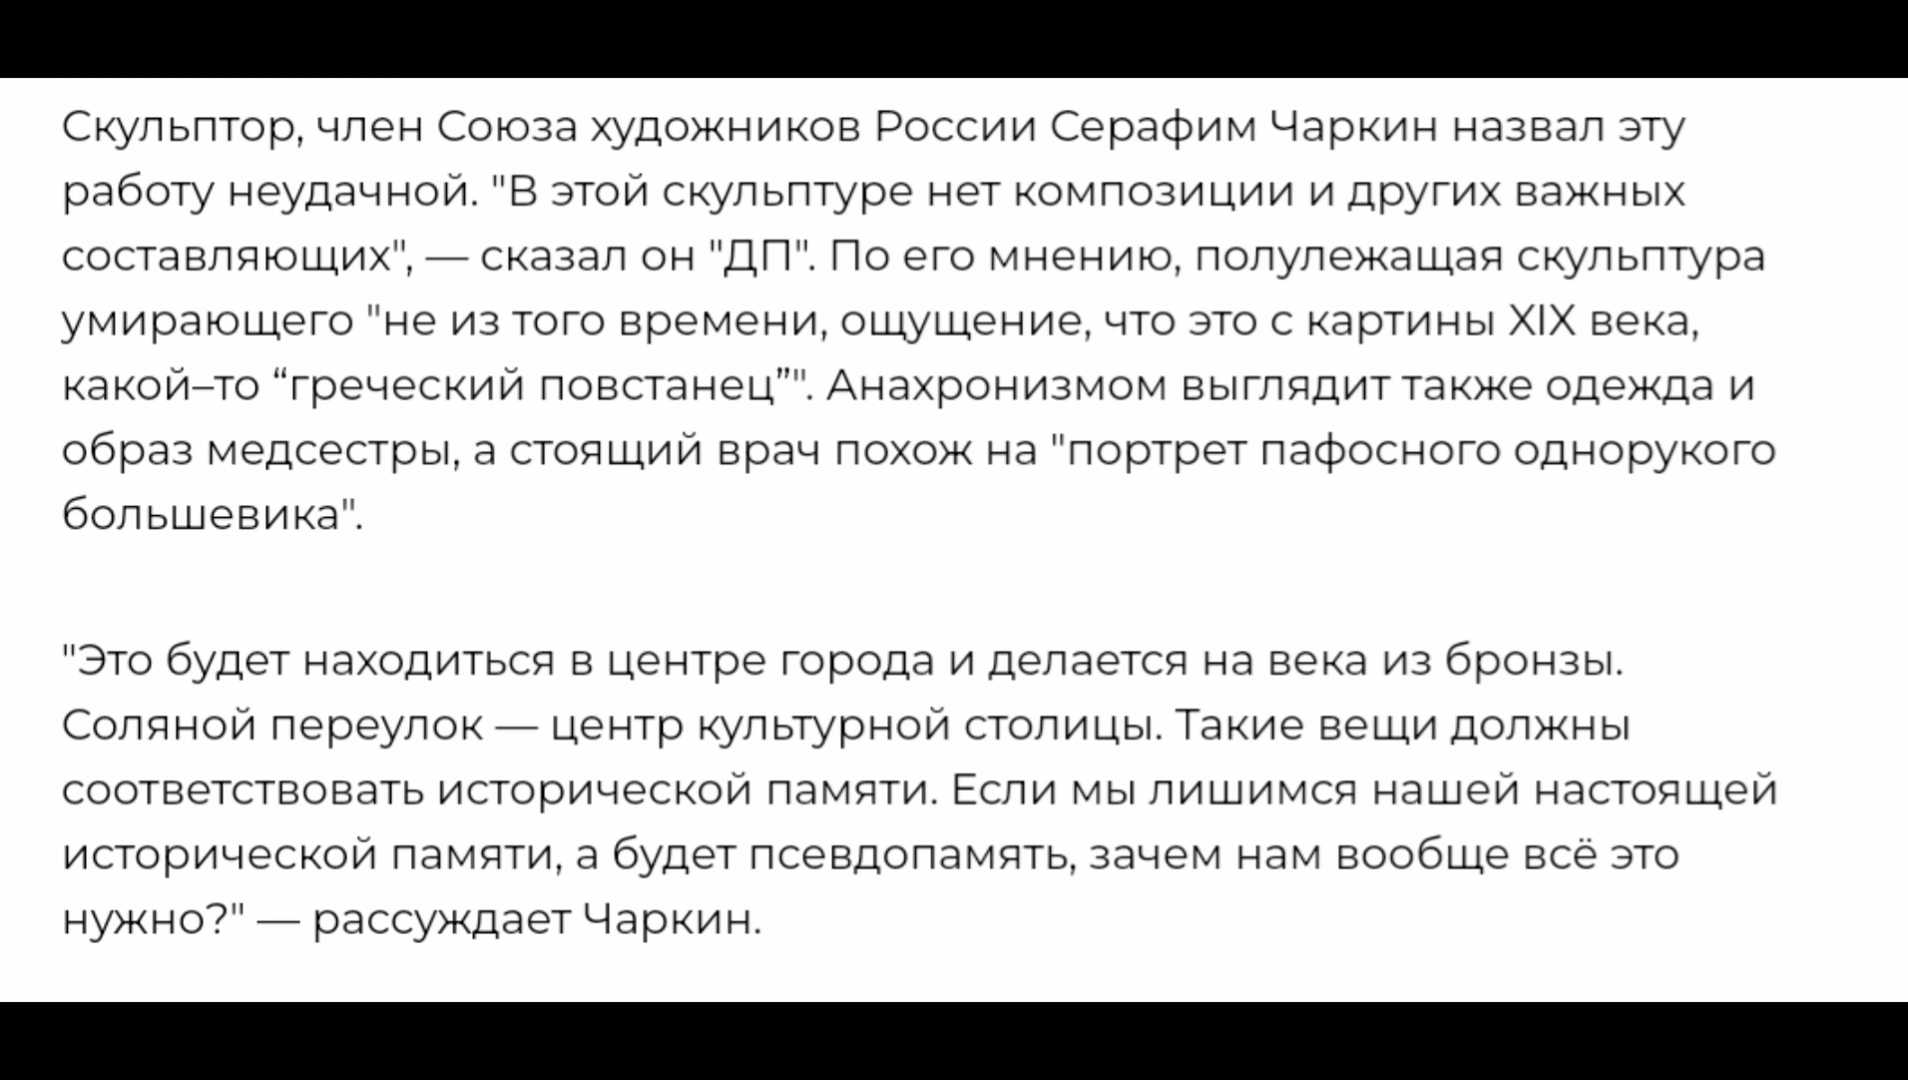 Скульптор, член Союза художников России Серафим Чаркин назвал эту
работу неудачной. "В этой скульптуре нет композиции и других важных
составляющих", — сказал он "ДП". По его мнению, полулежащая скульптура
умирающего "не из того времени, ощущение, что это с картины XIX века,
какой–то “греческий повстанец”". Анахронизмом выглядит также одежда и
образ медсестры, а стоящий врач похож на "портрет пафосного однорукого
большевика".
"Это будет находиться в центре города и делается на века из бронзы.
Соляной переулок — центр культурной столицы. Такие вещи должны
соответствовать исторической памяти. Если мы лишимся нашей настоящей
исторической памяти, а будет псевдопамять, зачем нам вообще всё это
нужно?" — рассуждает Чаркин.